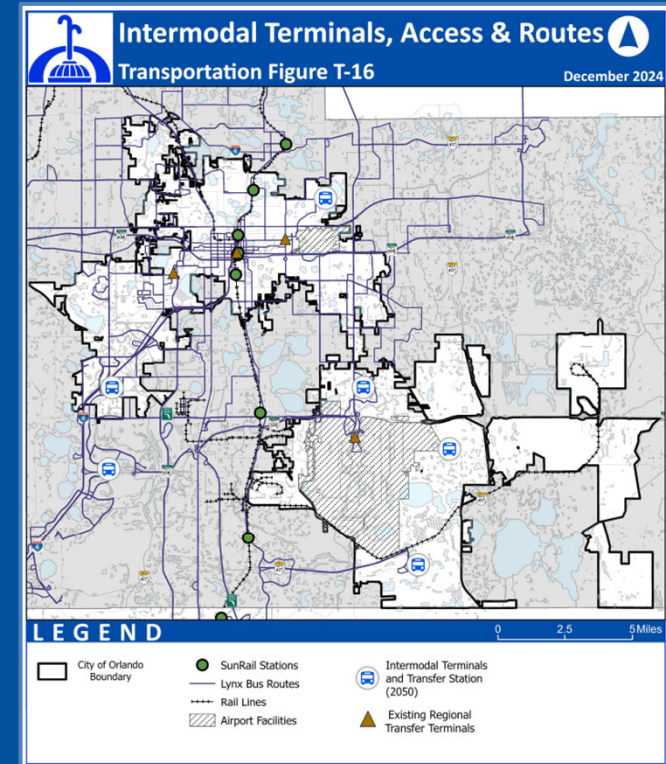 Intermodal Terminals, Access & Routes
Transportation Figure T-16
December 2024
LEGEND
0 2.5 5 Miles
City of Orlando
Boundary
SunRail Stations
Lynx Bus Routes
Rail Lines
Airport Facilities
Intermodal Terminals
and Transfer Station
(2050)
Existing Regional
Transfer Terminals